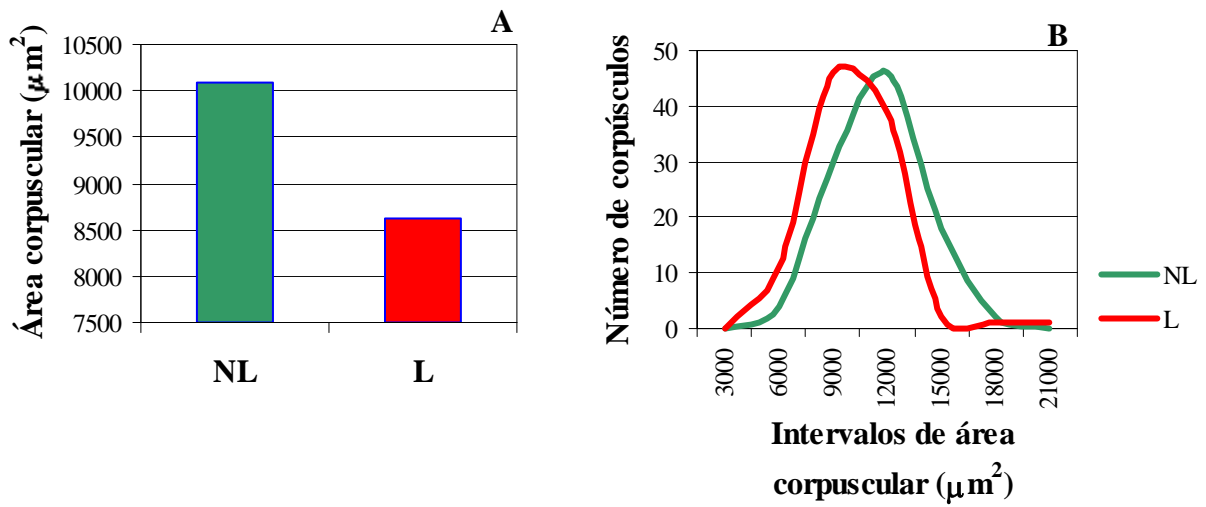 A
Área corpuscular (μm²)
10500
10000
9500
9000
8500
8000
7500
NL L
B
Número de corpúsculos
50
40
30
20
10
0
3000 6000 9000 12000 15000 18000 21000
Intervalos de área
corpuscular (μm²)
NL
L